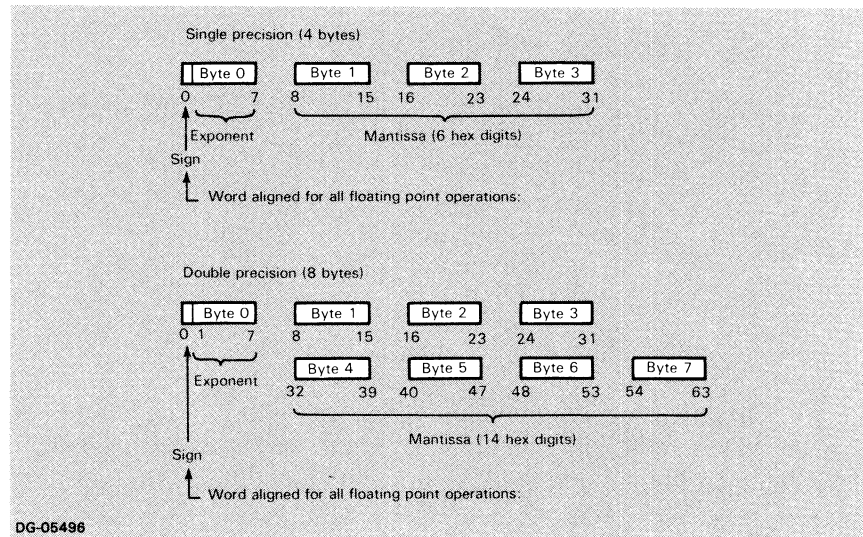 Single precision (4 bytes)
Byte 0 Byte 1 Byte 2 Byte 3
0 7 8 15 16 23 24 31
Exponent Mantissa (6 hex digits)
Sign
Word aligned for all floating point operations:
Double precision (8 bytes)
Byte 0 Byte 1 Byte 2 Byte 3
0 1 7 8 15 16 23 24 31
Byte 4 Byte 5 Byte 6 Byte 7
Exponent
32 39 40 47 48 53 54 63
Mantissa (14 hex digits)
Sign
Word aligned for all floating point operations:
DG-05496